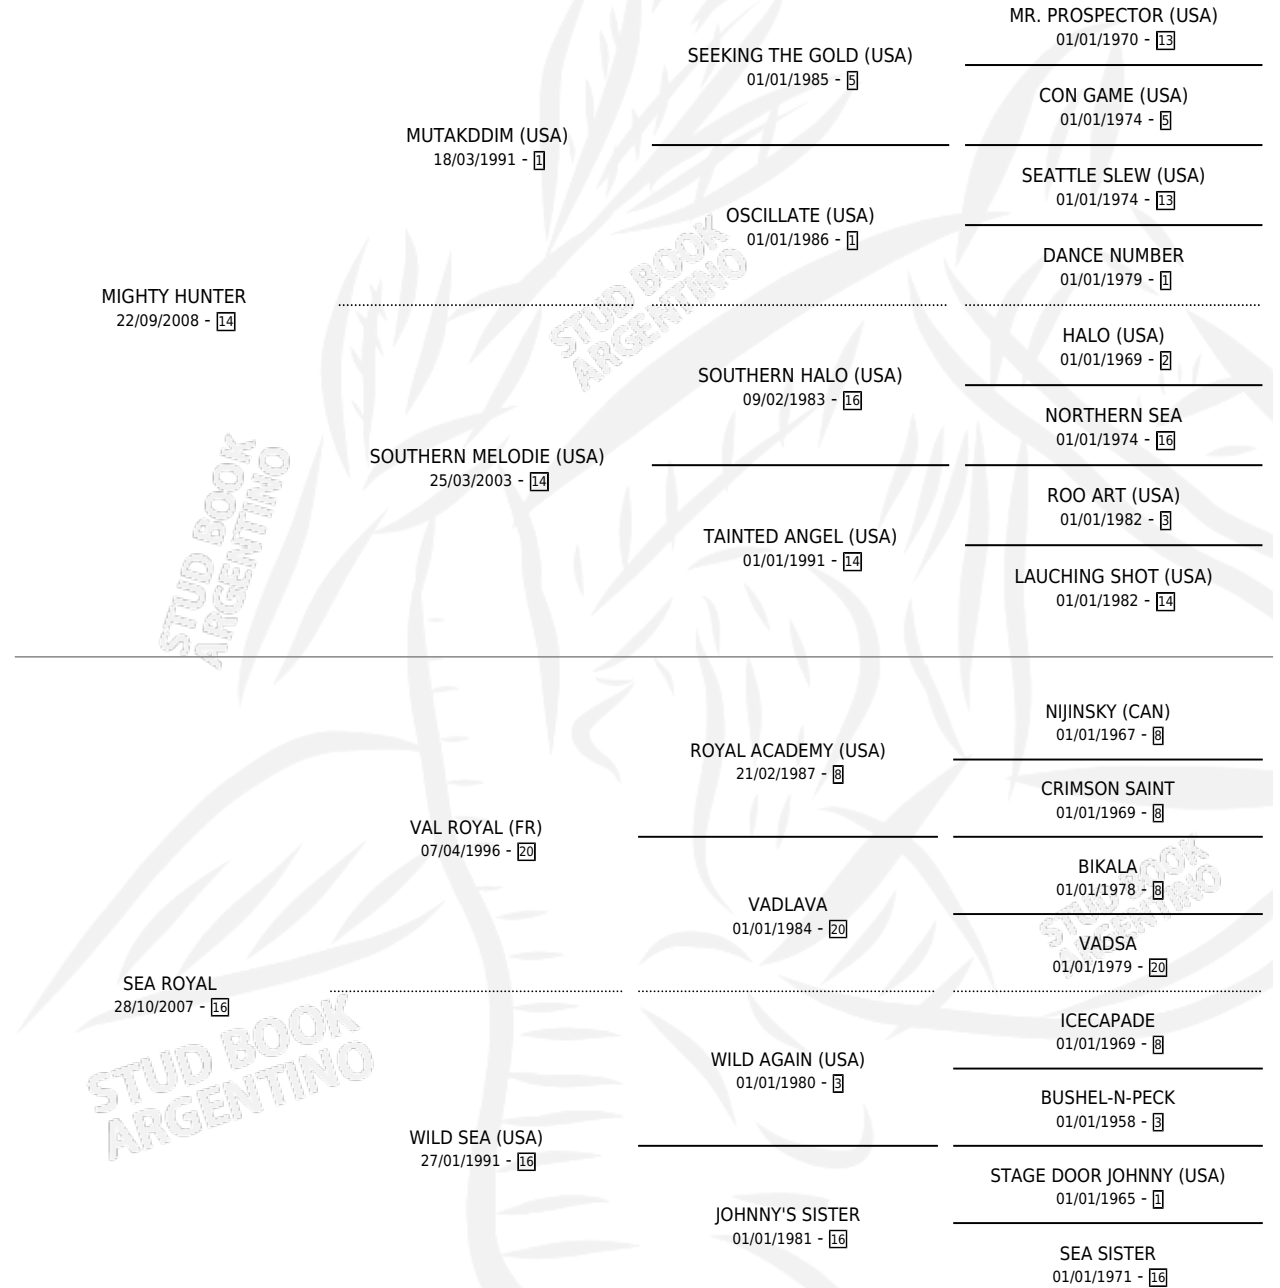 MR. PROSPECTOR (USA)
01/01/1970 - 13
SEEKING THE GOLD (USA)
01/01/1985 - 5
CON GAME (USA)
01/01/1974 - 5
MUTAKDDIM (USA)
18/03/1991 - 1
SEATTLE SLEW (USA)
01/01/1974 - 13
OSCILLATE (USA)
01/01/1986 - 1
DANCE NUMBER
01/01/1979 - 1
MIGHTY HUNTER
22/09/2008 - 14
STUD BOOK
ARGENTINO
HALO (USA)
01/01/1969 - 2
SOUTHERN HALO (USA)
09/02/1983 - 16
NORTHERN SEA
01/01/1974 - 16
SOUTHERN MELODIE (USA)
25/03/2003 - 14
ROO ART (USA)
01/01/1982 - 3
TAINTED ANGEL (USA)
01/01/1991 - 14
LAUCHING SHOT (USA)
01/01/1982 - 14
STUD BOOK
ARGENTINO
NIJINSKY (CAN)
01/01/1967 - 8
ROYAL ACADEMY (USA)
21/02/1987 - 8
CRIMSON SAINT
01/01/1969 - 8
VAL ROYAL (FR)
07/04/1996 - 20
BIKALA
01/01/1978 - 8
VADLAVA
01/01/1984 - 20
VADSA
01/01/1979 - 20
STUD BOOK
ARGENTINO
SEA ROYAL
28/10/2007 - 16
ICECAPADE
01/01/1969 - 8
WILD AGAIN (USA)
01/01/1980 - 3
BUSHEL-N-PECK
01/01/1958 - 3
STUD BOOK
ARGENTINO
WILD SEA (USA)
27/01/1991 - 16
STAGE DOOR JOHNNY (USA)
01/01/1965 - 1
JOHNNY'S SISTER
01/01/1981 - 16
SEA SISTER
01/01/1971 - 16